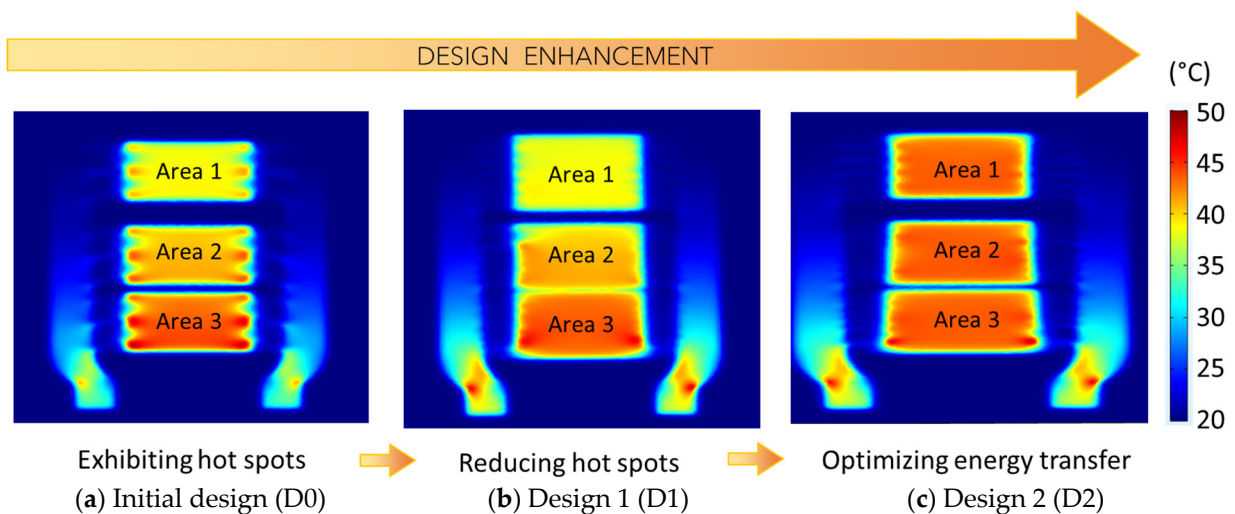 DESIGN ENHANCEMENT
(°C)
Area 1
Area 2
Area 3
Area 1
Area 2
Area 3
Area 1
Area 2
Area 3
50
45
40
35
30
25
20
Exhibiting hot spots
Reducing hot spots
Optimizing energy transfer
(a) Initial design (D0)
(b) Design 1 (D1)
(c) Design 2 (D2)